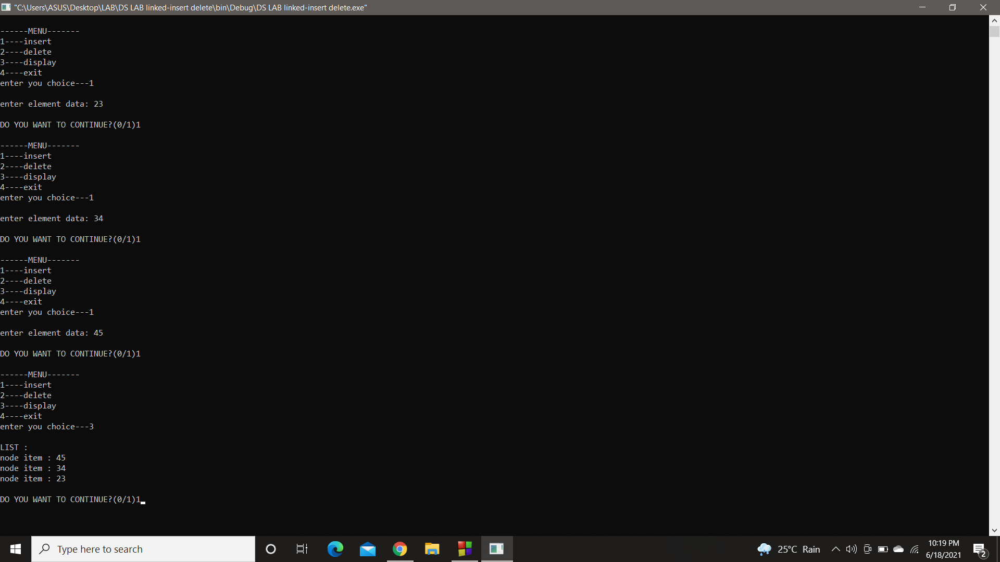 "C:\Users\ASUS\Desktop\LAB\DS LAB linked-insert delete\bin\Debug\DS LAB linked-insert delete.exe"
------MENU-------
1----insert
2----delete
3----display
4----exit
enter you choice---1
enter element data: 23
DO YOU WANT TO CONTINUE?(0/1)1
------MENU-------
1----insert
2----delete
3----display
4----exit
enter you choice---1
enter element data: 34
DO YOU WANT TO CONTINUE?(0/1)1
------MENU-------
1----insert
2----delete
3----display
4----exit
enter you choice---1
enter element data: 45
DO YOU WANT TO CONTINUE?(0/1)1
------MENU-------
1----insert
2----delete
3----display
4----exit
enter you choice---3
LIST :
node item : 45
node item : 34
node item : 23
DO YOU WANT TO CONTINUE?(0/1)1
Type here to search
25°C Rain
10:19 PM
6/18/2021
2